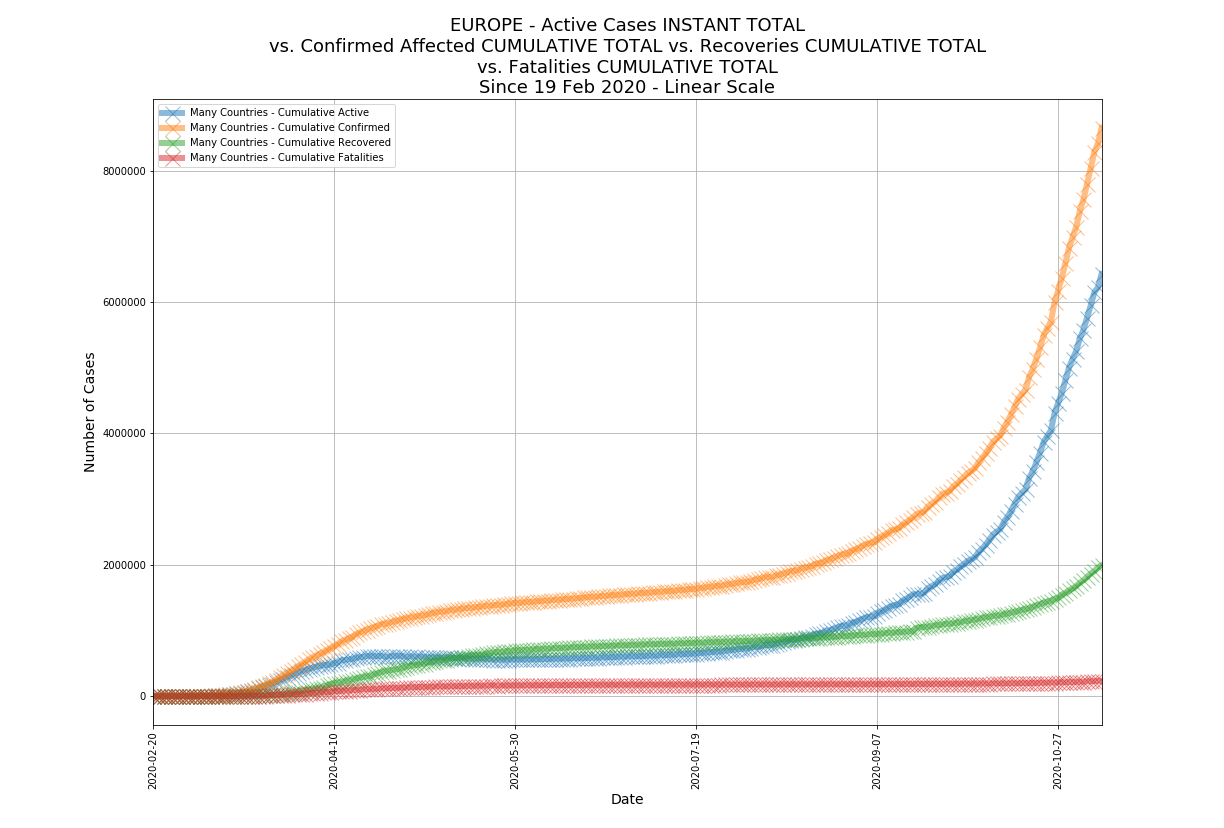 EUROPE - Active Cases INSTANT TOTAL
vs. Confirmed Affected CUMULATIVE TOTAL vs. Recoveries CUMULATIVE TOTAL
vs. Fatalities CUMULATIVE TOTAL
Since 19 Feb 2020 - Linear Scale
Many Countries - Cumulative Active
Many Countries - Cumulative Confirmed
Many Countries - Cumulative Recovered
Many Countries - Cumulative Fatalities
8000000
6000000
4000000
2000000
0
Number of Cases
2020-02-20
2020-04-10
2020-05-30
2020-07-19
2020-09-07
2020-10-27
Date